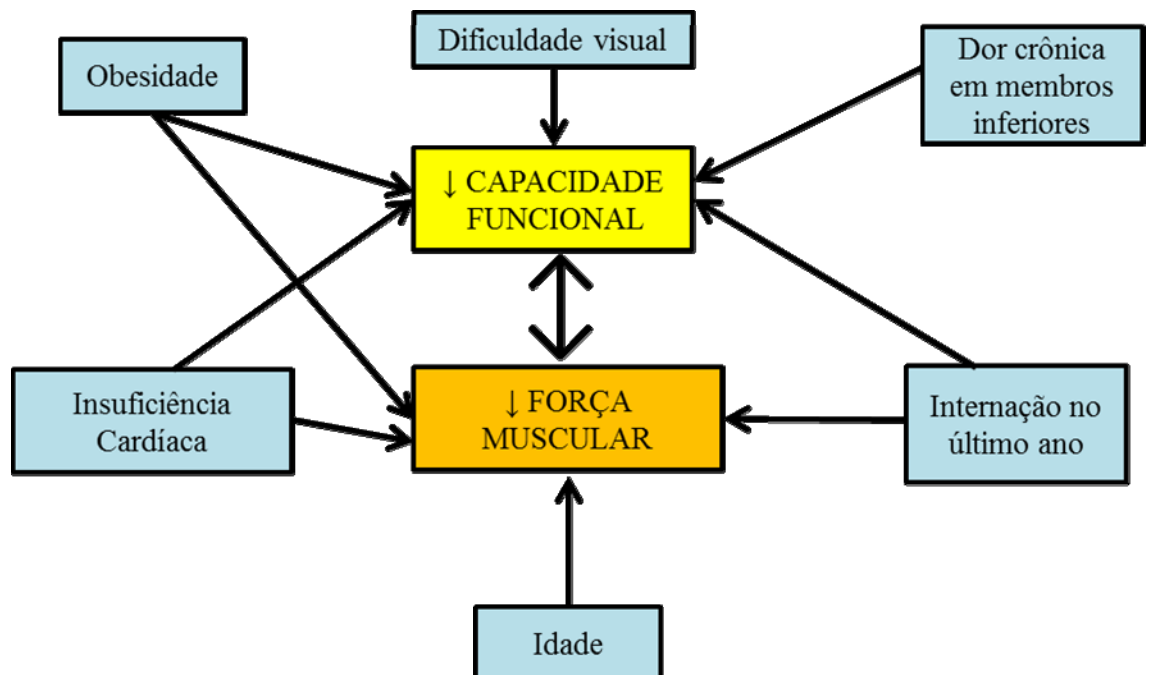 Dificuldade visual
Obesidade
Dor crônica
em membros
inferiores
↓ CAPACIDADE
FUNCIONAL
Insuficiência
Cardíaca
↓ FORÇA
MUSCULAR
Internação no
último ano
Idade